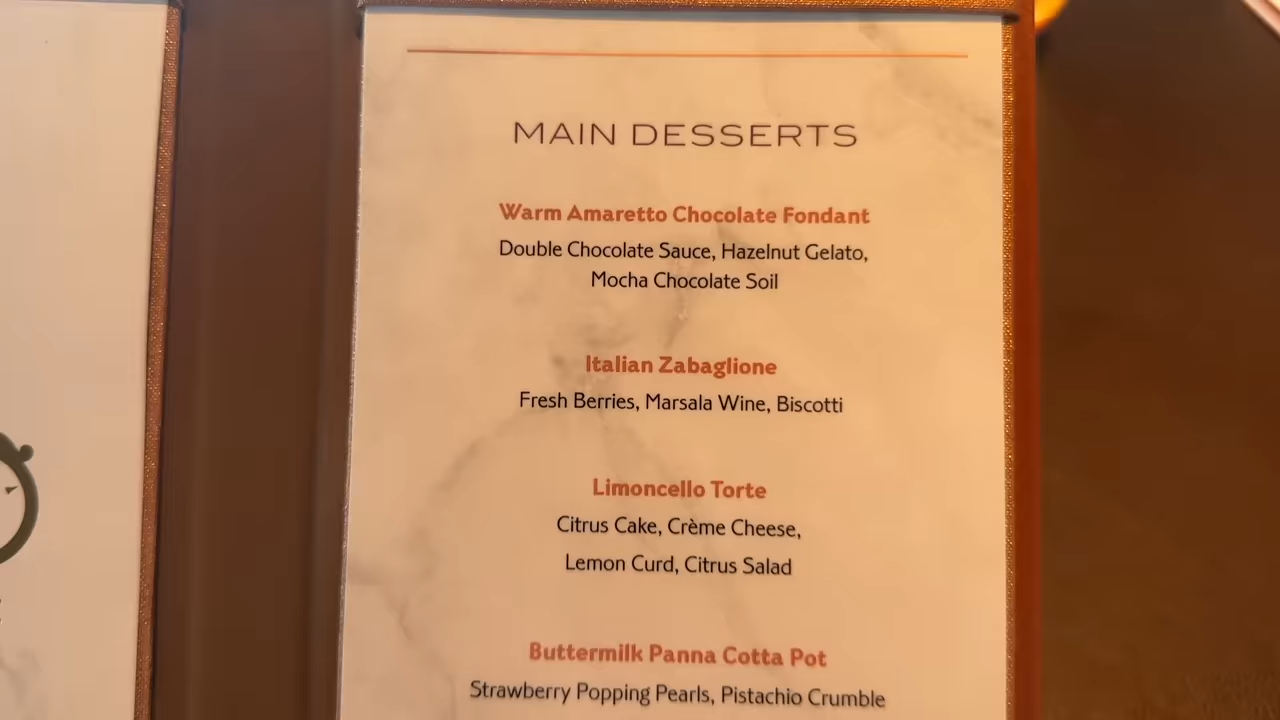 MAIN DESSERTS
Warm Amaretto Chocolate Fondant
Double Chocolate Sauce, Hazelnut Gelato,
Mocha Chocolate Soil
Italian Zabaglione
Fresh Berries, Marsala Wine, Biscotti
Limoncello Torte
Citrus Cake, Crème Cheese,
Lemon Curd, Citrus Salad
Buttermilk Panna Cotta Pot
Strawberry Popping Pearls, Pistachio Crumble